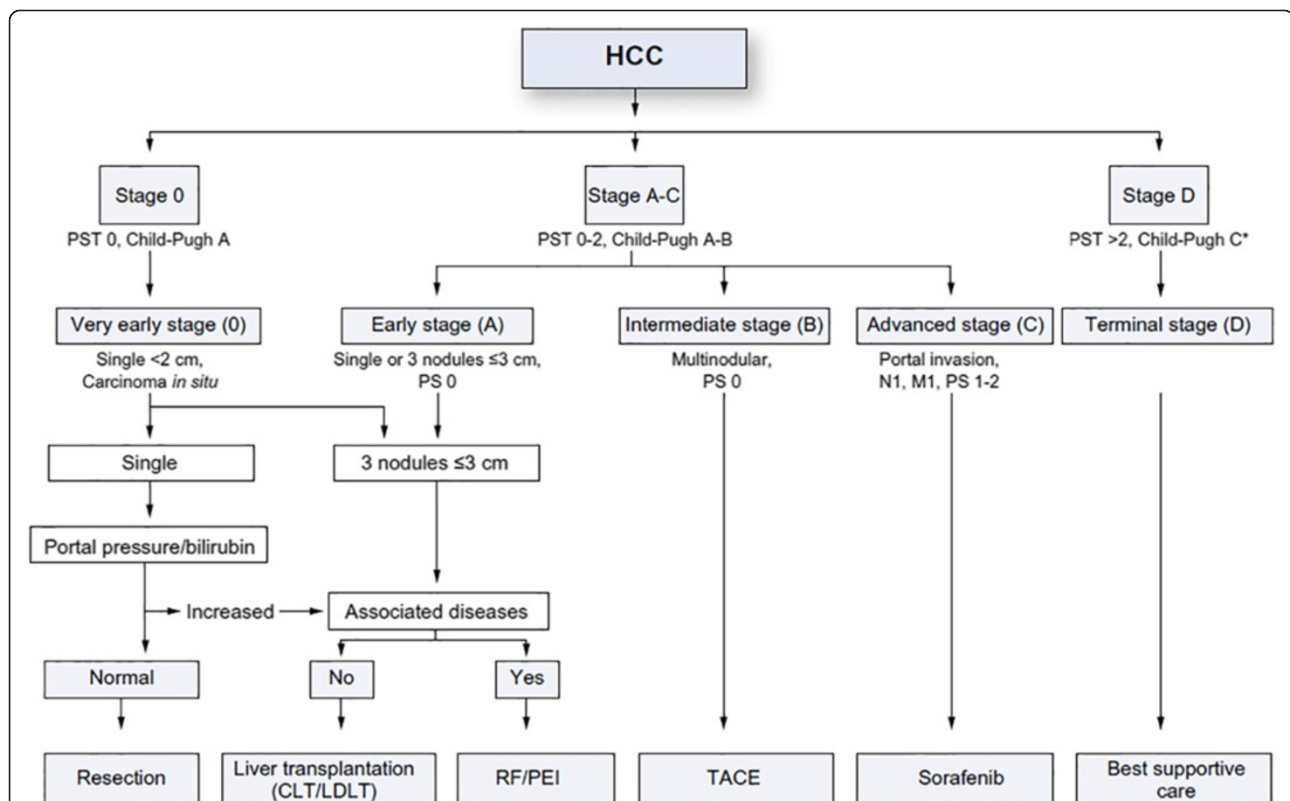 HCC
Stage 0
Stage A-C
Stage D
PST 0, Child-Pugh A
PST 0-2, Child-Pugh A-B
PST >2, Child-Pugh C*
Very early stage (0)
Early stage (A)
Intermediate stage (B)
Advanced stage (C)
Terminal stage (D)
Single <2 cm,
Carcinoma in situ
Single or 3 nodules ≤3 cm,
PS 0
Multinodular,
PS 0
Portal invasion,
N1, M1, PS 1-2
Single
3 nodules ≤3 cm
Portal pressure/bilirubin
Increased
Associated diseases
Normal
No
Yes
Resection
Liver transplantation
(CLT/LDLT)
RF/PEI
TACE
Sorafenib
Best supportive
care